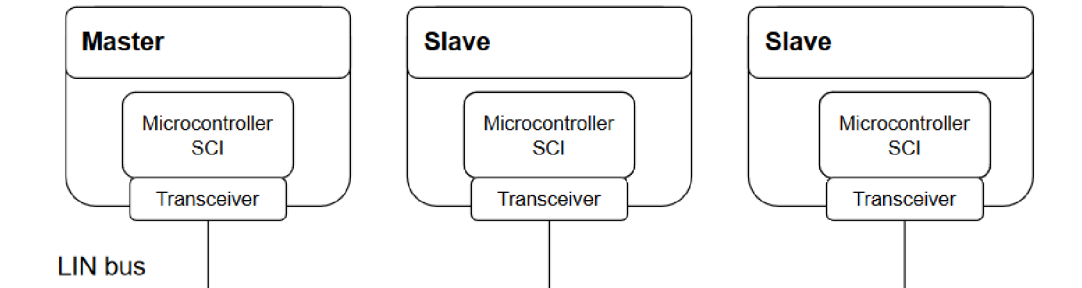 Master
Slave
Slave
Microcontroller
SCI
Microcontroller
SCI
Microcontroller
SCI
Transceiver
Transceiver
Transceiver
LIN bus